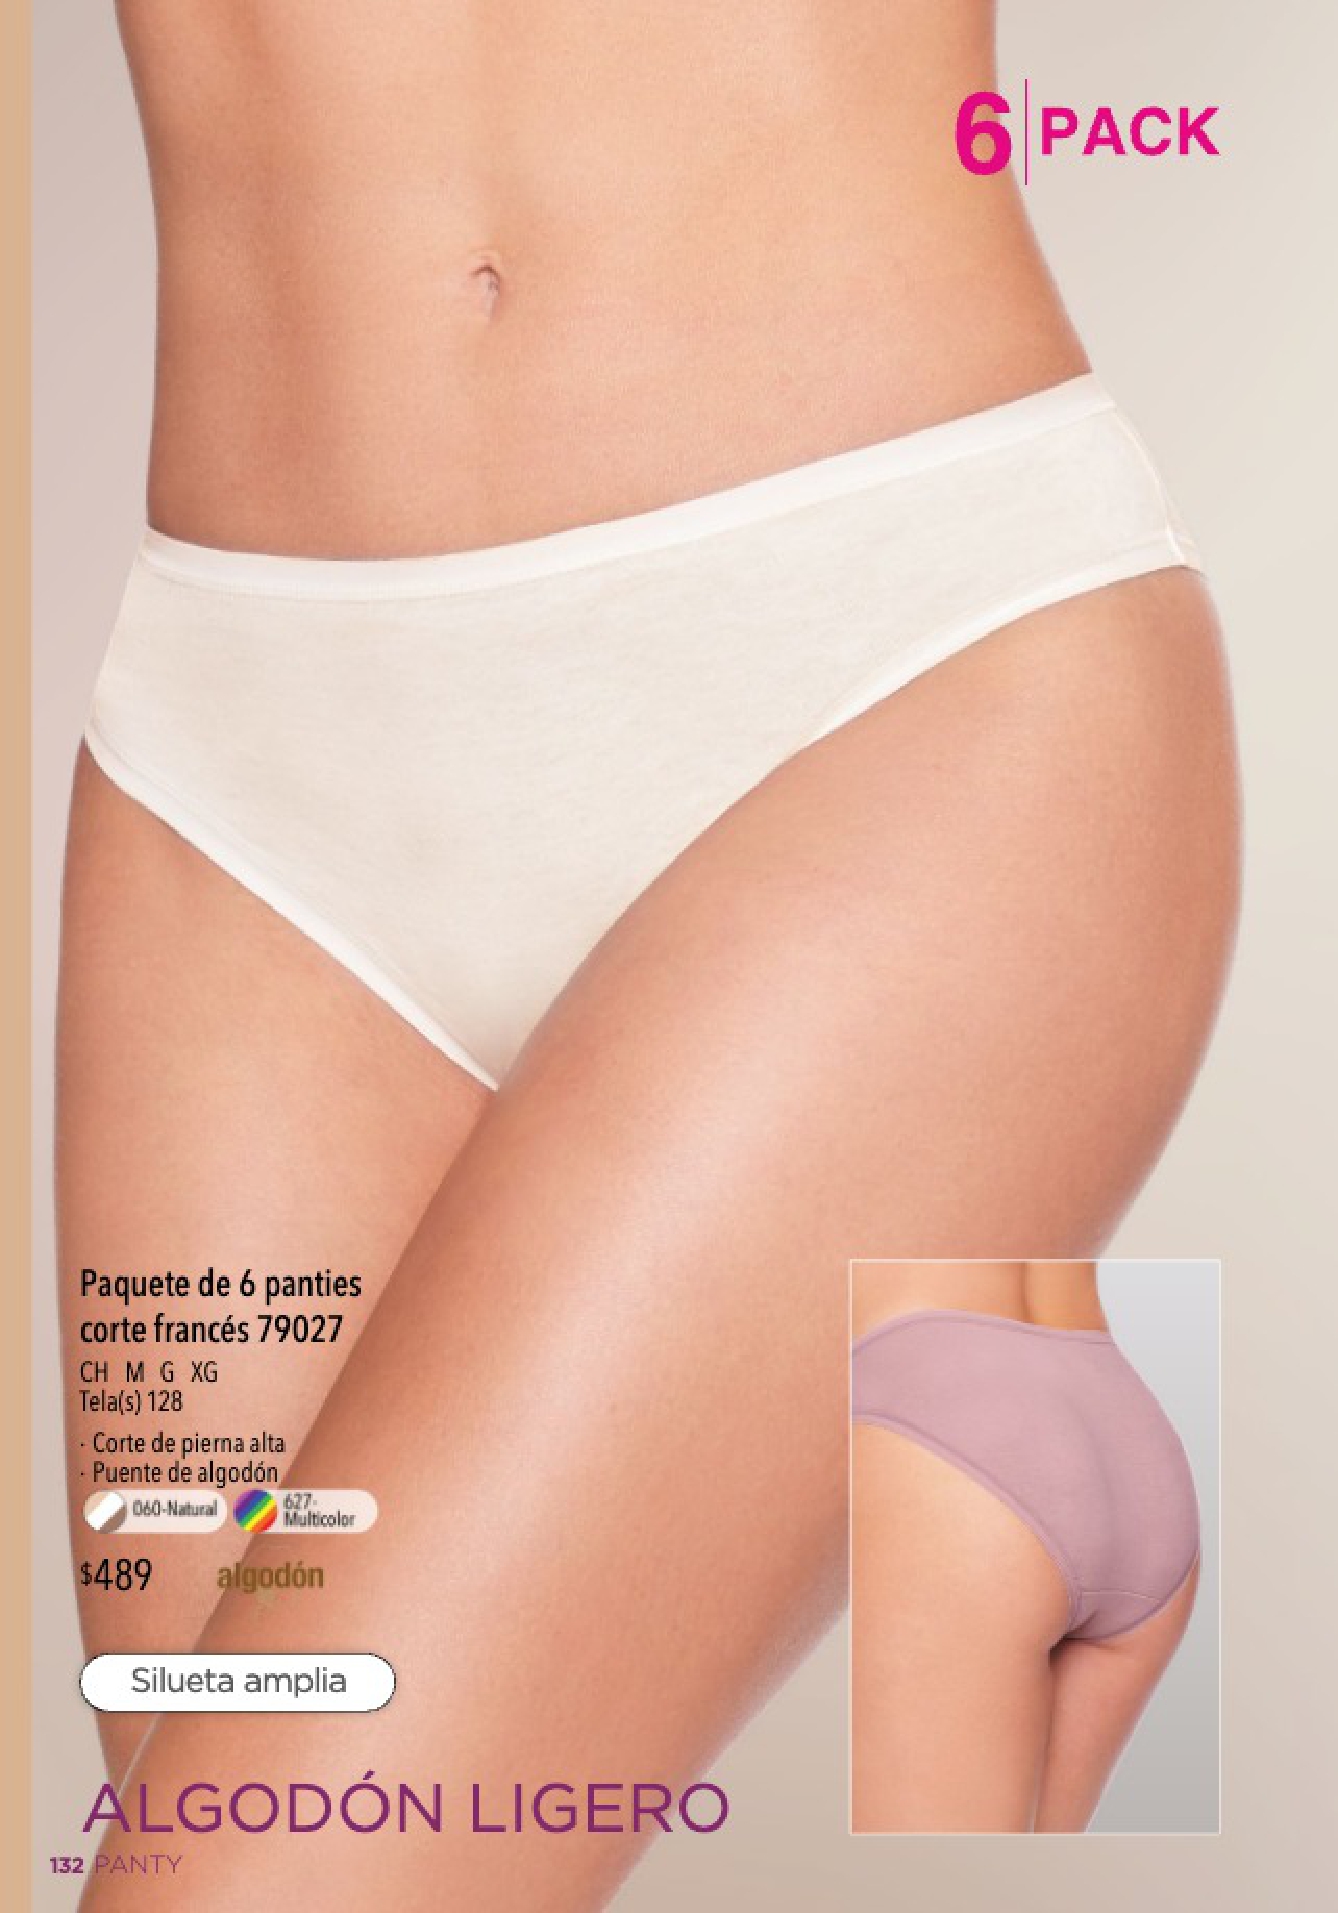 6 PACK
Paquete de 6 panties
corte francés 79027
CH M G XG
Tela(s) 128
· Corte de pierna alta
· Puente de algodón
060-Natural
627-
Multicolor
$489
algodón
Silueta amplia
ALGODÓN LIGERO
132 PANTY